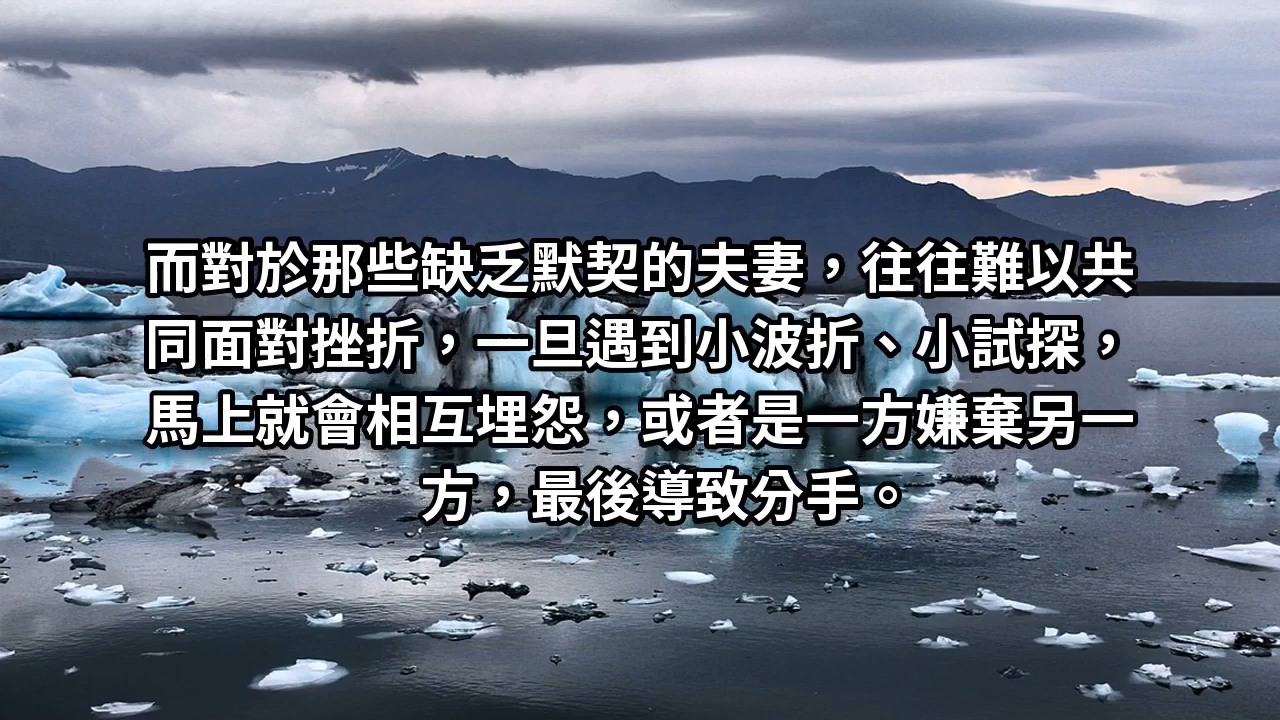 而對於那些缺乏默契的夫妻，往往難以共
同面對挫折，一旦遇到小波折、小試探，
馬上就會相互埋怨，或者是一方嫌棄另一
方，最後導致分手。